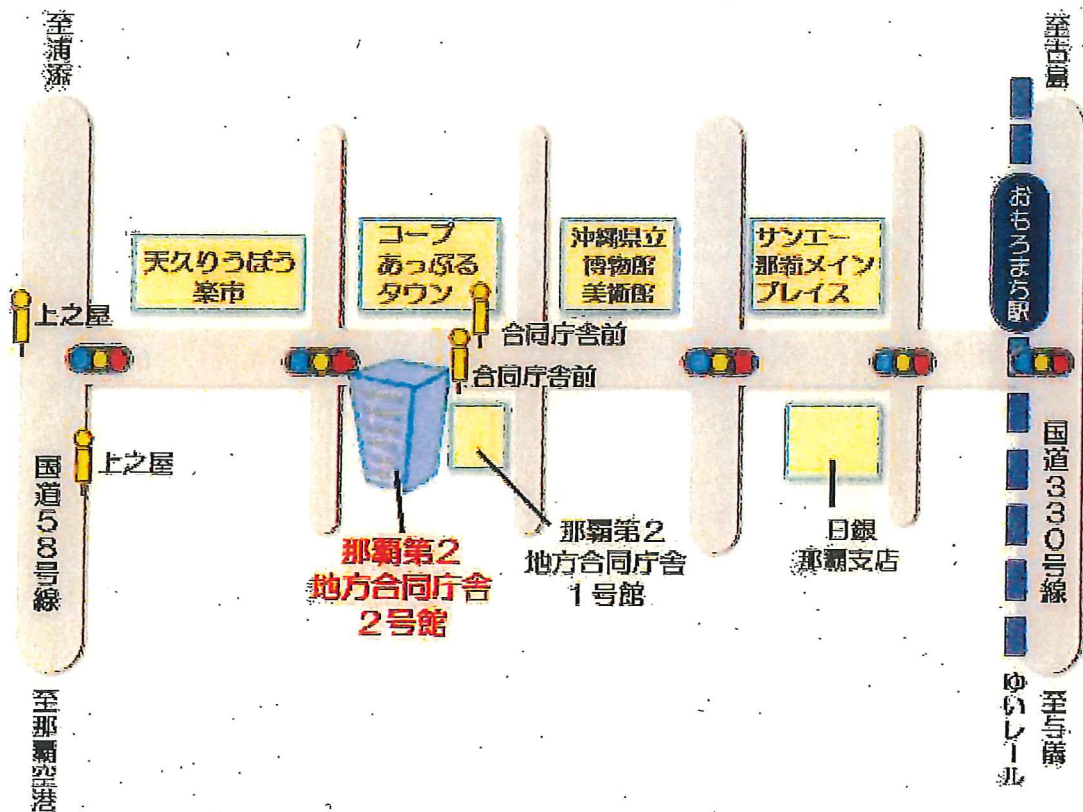 至浦添
至古島
おもろまち駅
天久りうぼう
楽市
コープ
あっぷる
タウン
沖縄県立
博物館
美術館
サンエー
那覇メイン
プレイス
上之屋
合同庁舎前
合同庁舎前
上之屋
国道58号線
国道330号線
那覇第2
地方合同庁舎
2号館
那覇第2
地方合同庁舎
1号館
日銀
那覇支店
至那覇空港
ゆいレール
至与儀